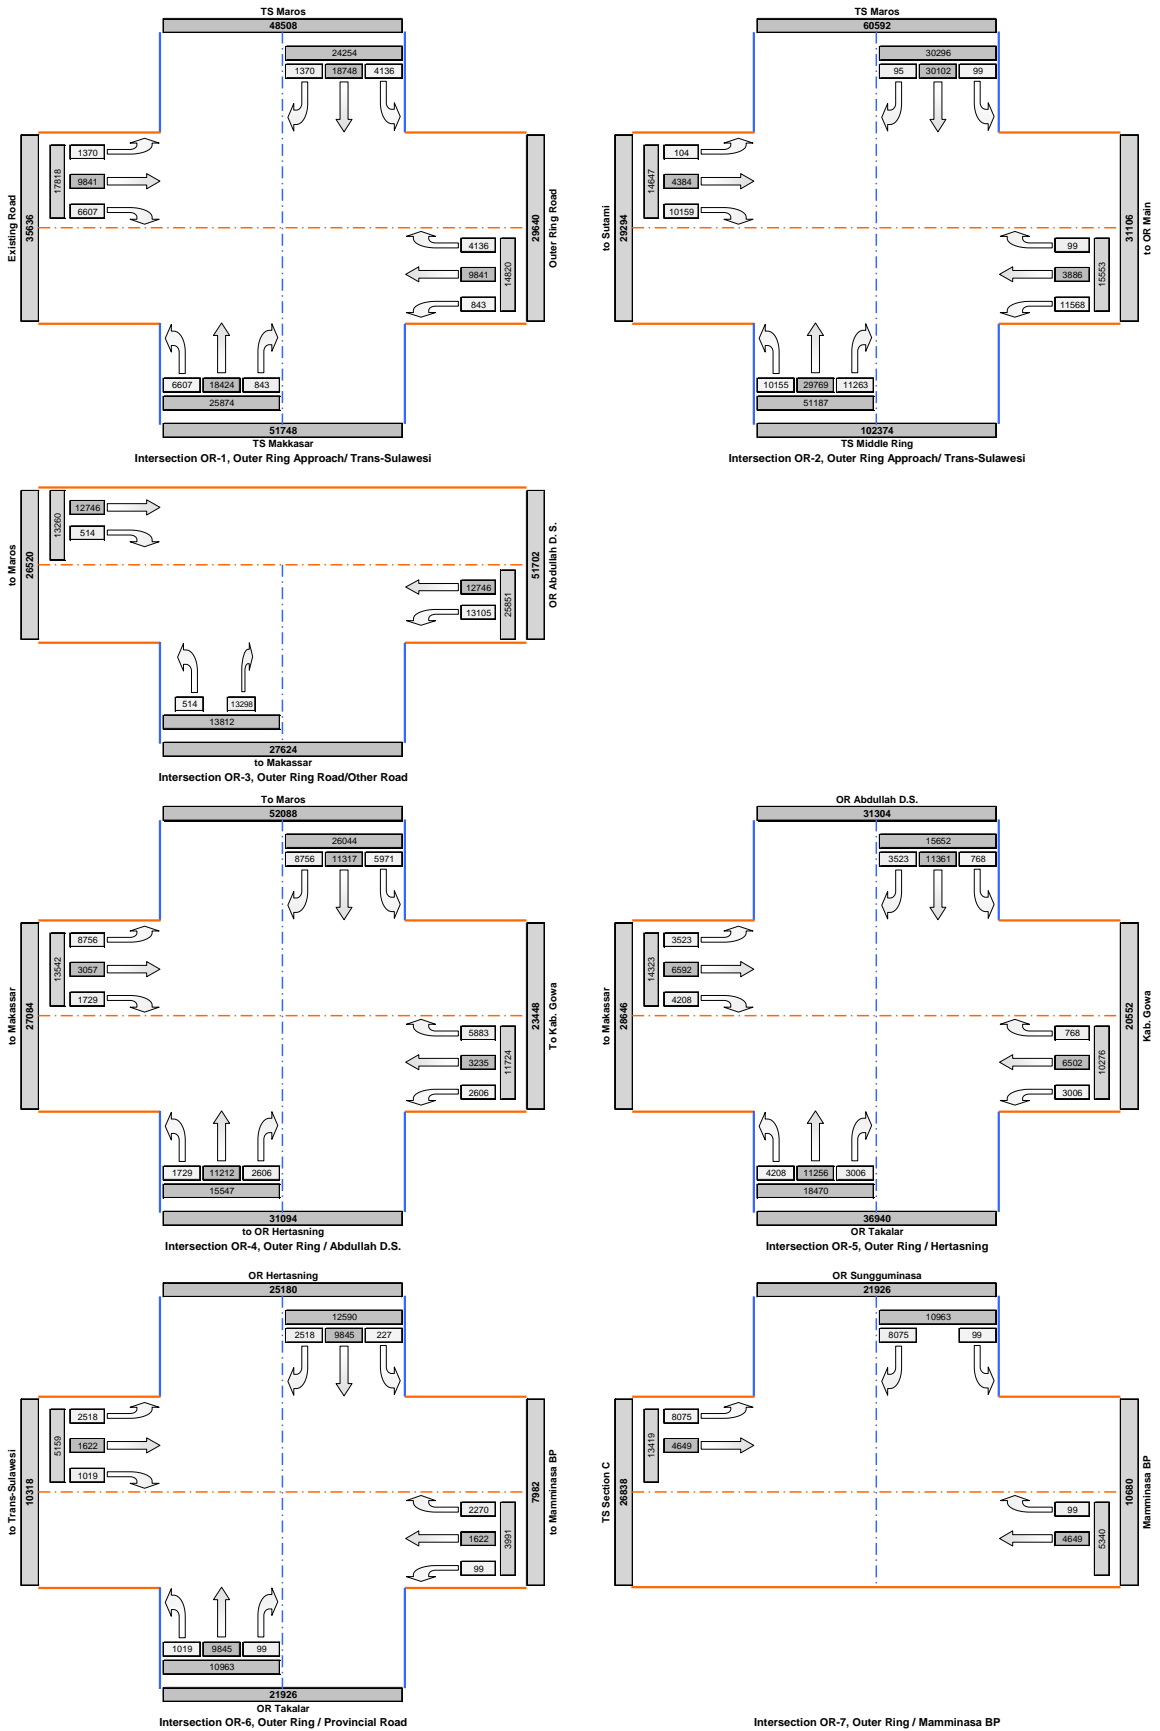 TS Maros
48508
24254
1370 18748 4136
Existing Road
35636
17818
1370
9841
6607
4136
9841
843
14820
29640
Outer Ring Road
6607 18424 843
25874
51748
TS Makkasar
Intersection OR-1, Outer Ring Approach/ Trans-Sulawesi
TS Maros
60592
30296
95 30102 99
to Sutami
29294
14647
104
4384
10159
99
3886
11568
15553
31106
to OR Main
10155 29769 11263
51187
102374
TS Middle Ring
Intersection OR-2, Outer Ring Approach/ Trans-Sulawesi
to Maros
26520
13260
12746
514
12746
13105
25851
51702
OR Abdullah D. S.
514 13298
13812
27624
to Makassar
Intersection OR-3, Outer Ring Road/Other Road
To Maros
52088
26044
8756 11317 5971
to Makassar
27084
13542
8756
3057
1729
5883
3235
2606
11724
23448
To Kab. Gowa
1729 11212 2606
15547
31094
to OR Hertasning
Intersection OR-4, Outer Ring / Abdullah D.S.
OR Abdullah D.S.
31304
15652
3523 11361 768
to Makassar
28646
14323
3523
6592
4208
768
6502
3006
10276
20552
Kab. Gowa
4208 11256 3006
18470
36940
OR Takalar
Intersection OR-5, Outer Ring / Hertasning
OR Hertasning
25180
12590
2518 9845 227
to Trans-Sulawesi
10318
5159
2518
1622
1019
2270
1622
99
3991
7982
to Mamminasa BP
1019 9845 99
10963
21926
OR Takalar
Intersection OR-6, Outer Ring / Provincial Road
OR Sungguminasa
21926
10963
8075 99
TS Section C
26838
13419
8075
4649
99
4649
5340
10680
Mamminasa BP
Intersection OR-7, Outer Ring / Mamminasa BP